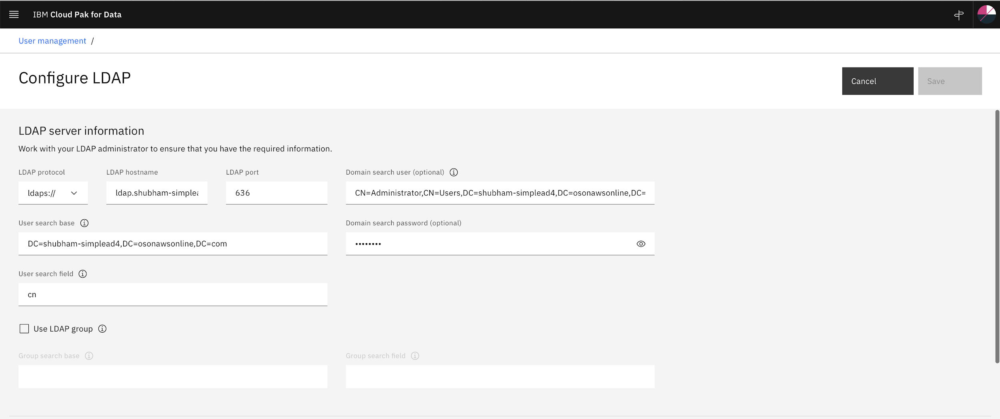 IBM Cloud Pak for Data
User management /
Configure LDAP
Cancel
Save
LDAP server information
Work with your LDAP administrator to ensure that you have the required information.
LDAP protocol
LDAP hostname
LDAP port
Domain search user (optional)
ldaps://
ldap.shubham-simplea
636
CN=Administrator,CN=Users,DC=shubham-simplead4,DC=osonawsonline,DC=
User search base
Domain search password (optional)
DC=shubham-simplead4,DC=osonawsonline,DC=com
••••••••
User search field
cn
Use LDAP group
Group search base
Group search field